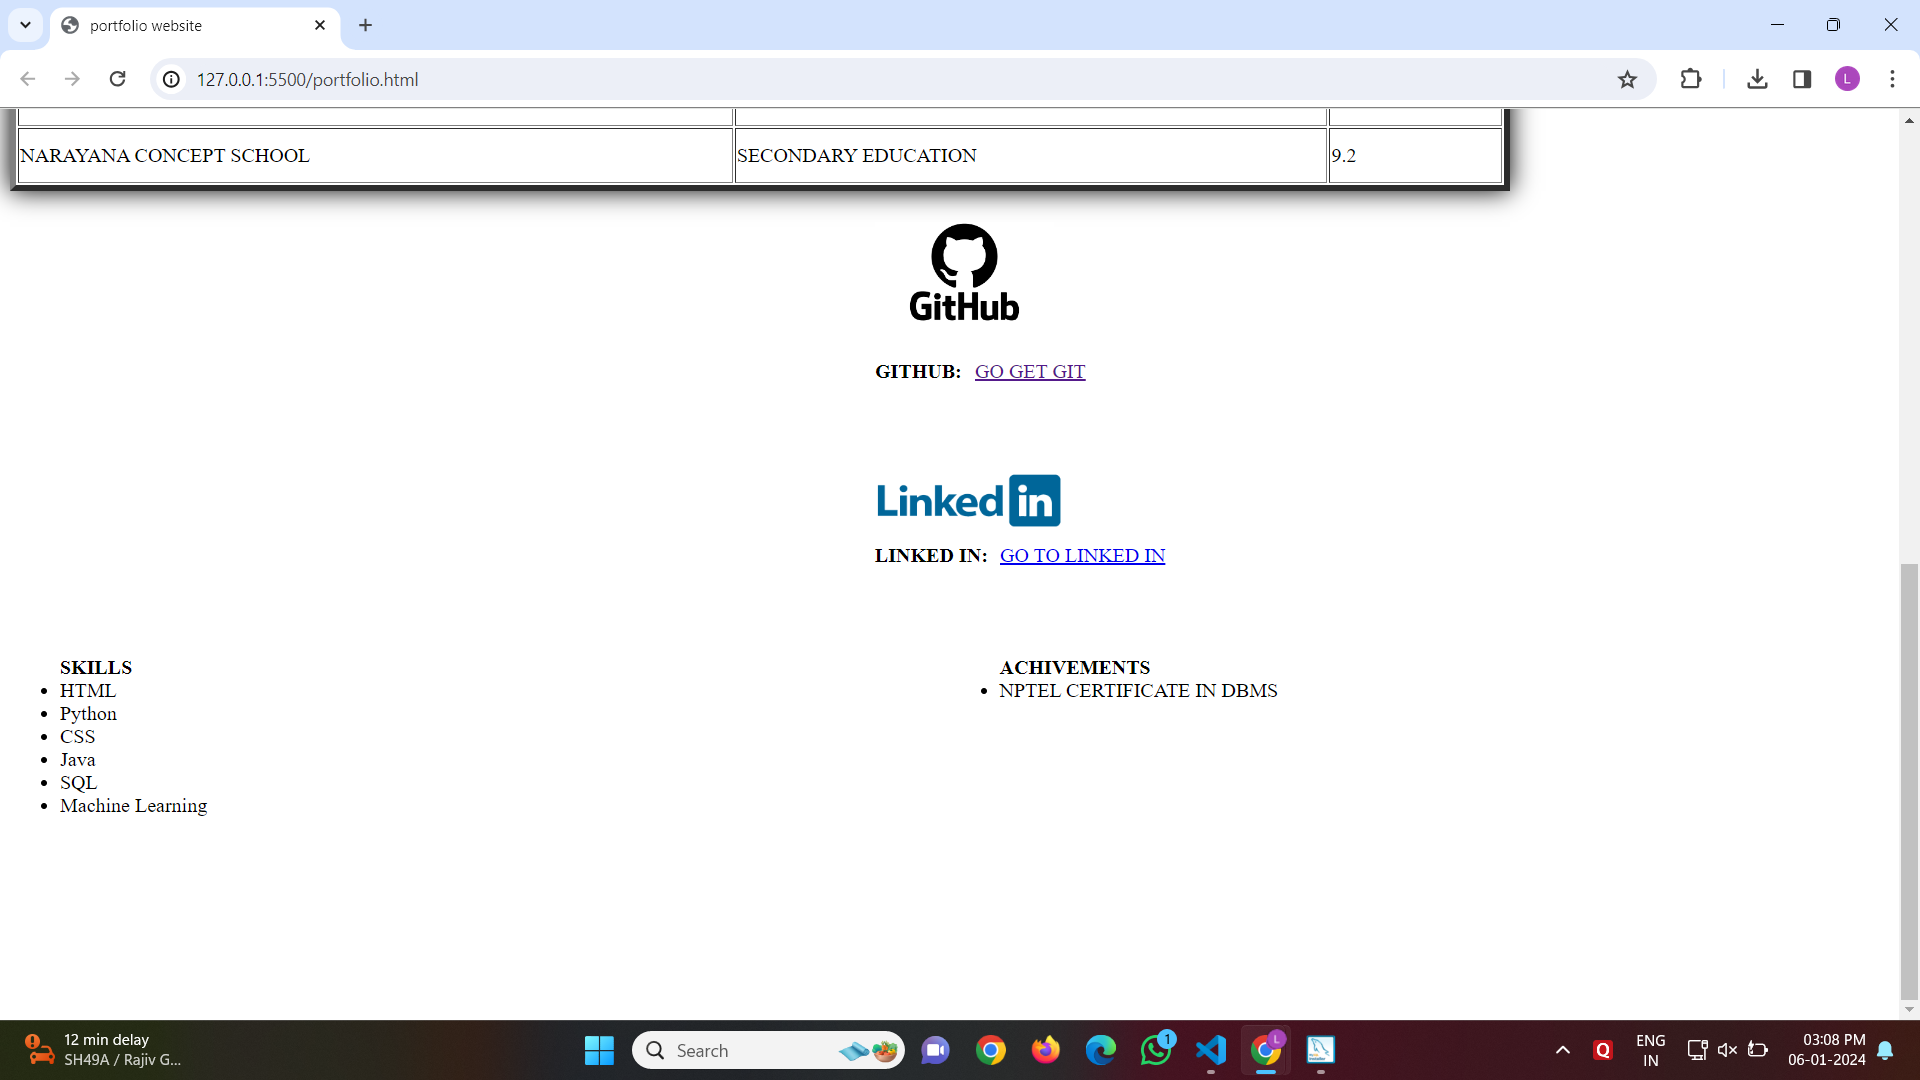 portfolio website
127.0.0.1:5500/portfolio.html
L
NARAYANA CONCEPT SCHOOL SECONDARY EDUCATION 9.2
GitHub
GITHUB: GO GET GIT
Linked in
LINKED IN: GO TO LINKED IN
SKILLS
HTML
Python
CSS
Java
SQL
Machine Learning
ACHIVEMENTS
NPTEL CERTIFICATE IN DBMS
12 min delay
SH49A / Rajiv G...
Search
1
L
Q
ENG
IN
03:08 PM
06-01-2024